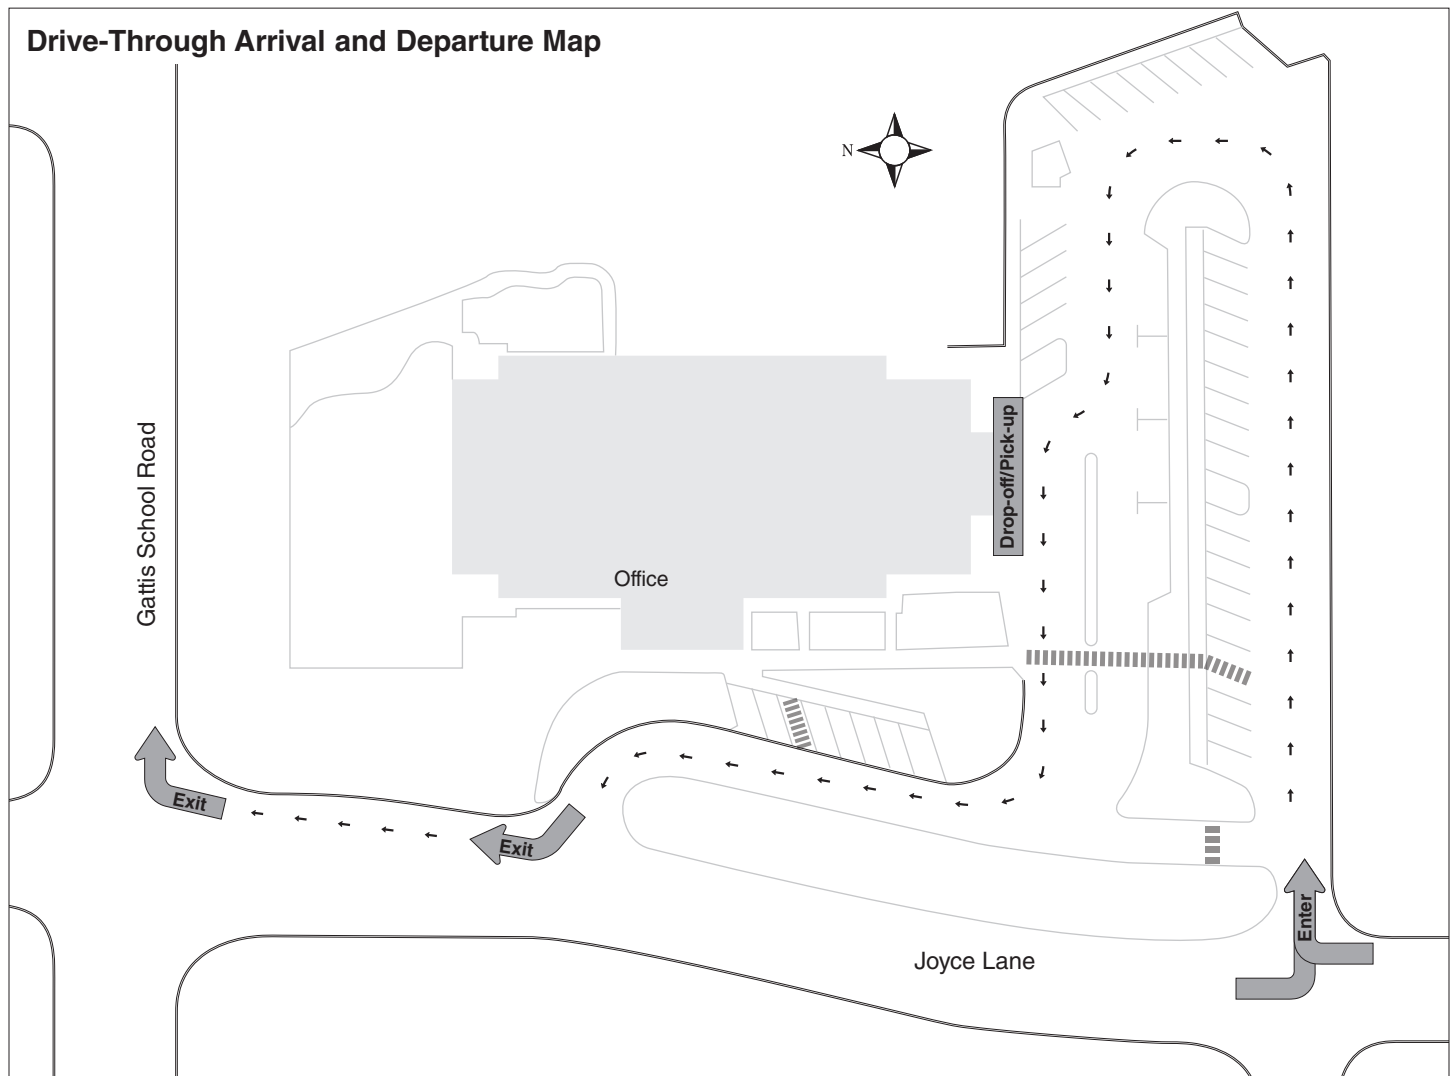 Drive-Through Arrival and Departure Map
N
Gattis School Road
Drop-off/Pick-up
Office
Exit
Exit
Enter
Joyce Lane